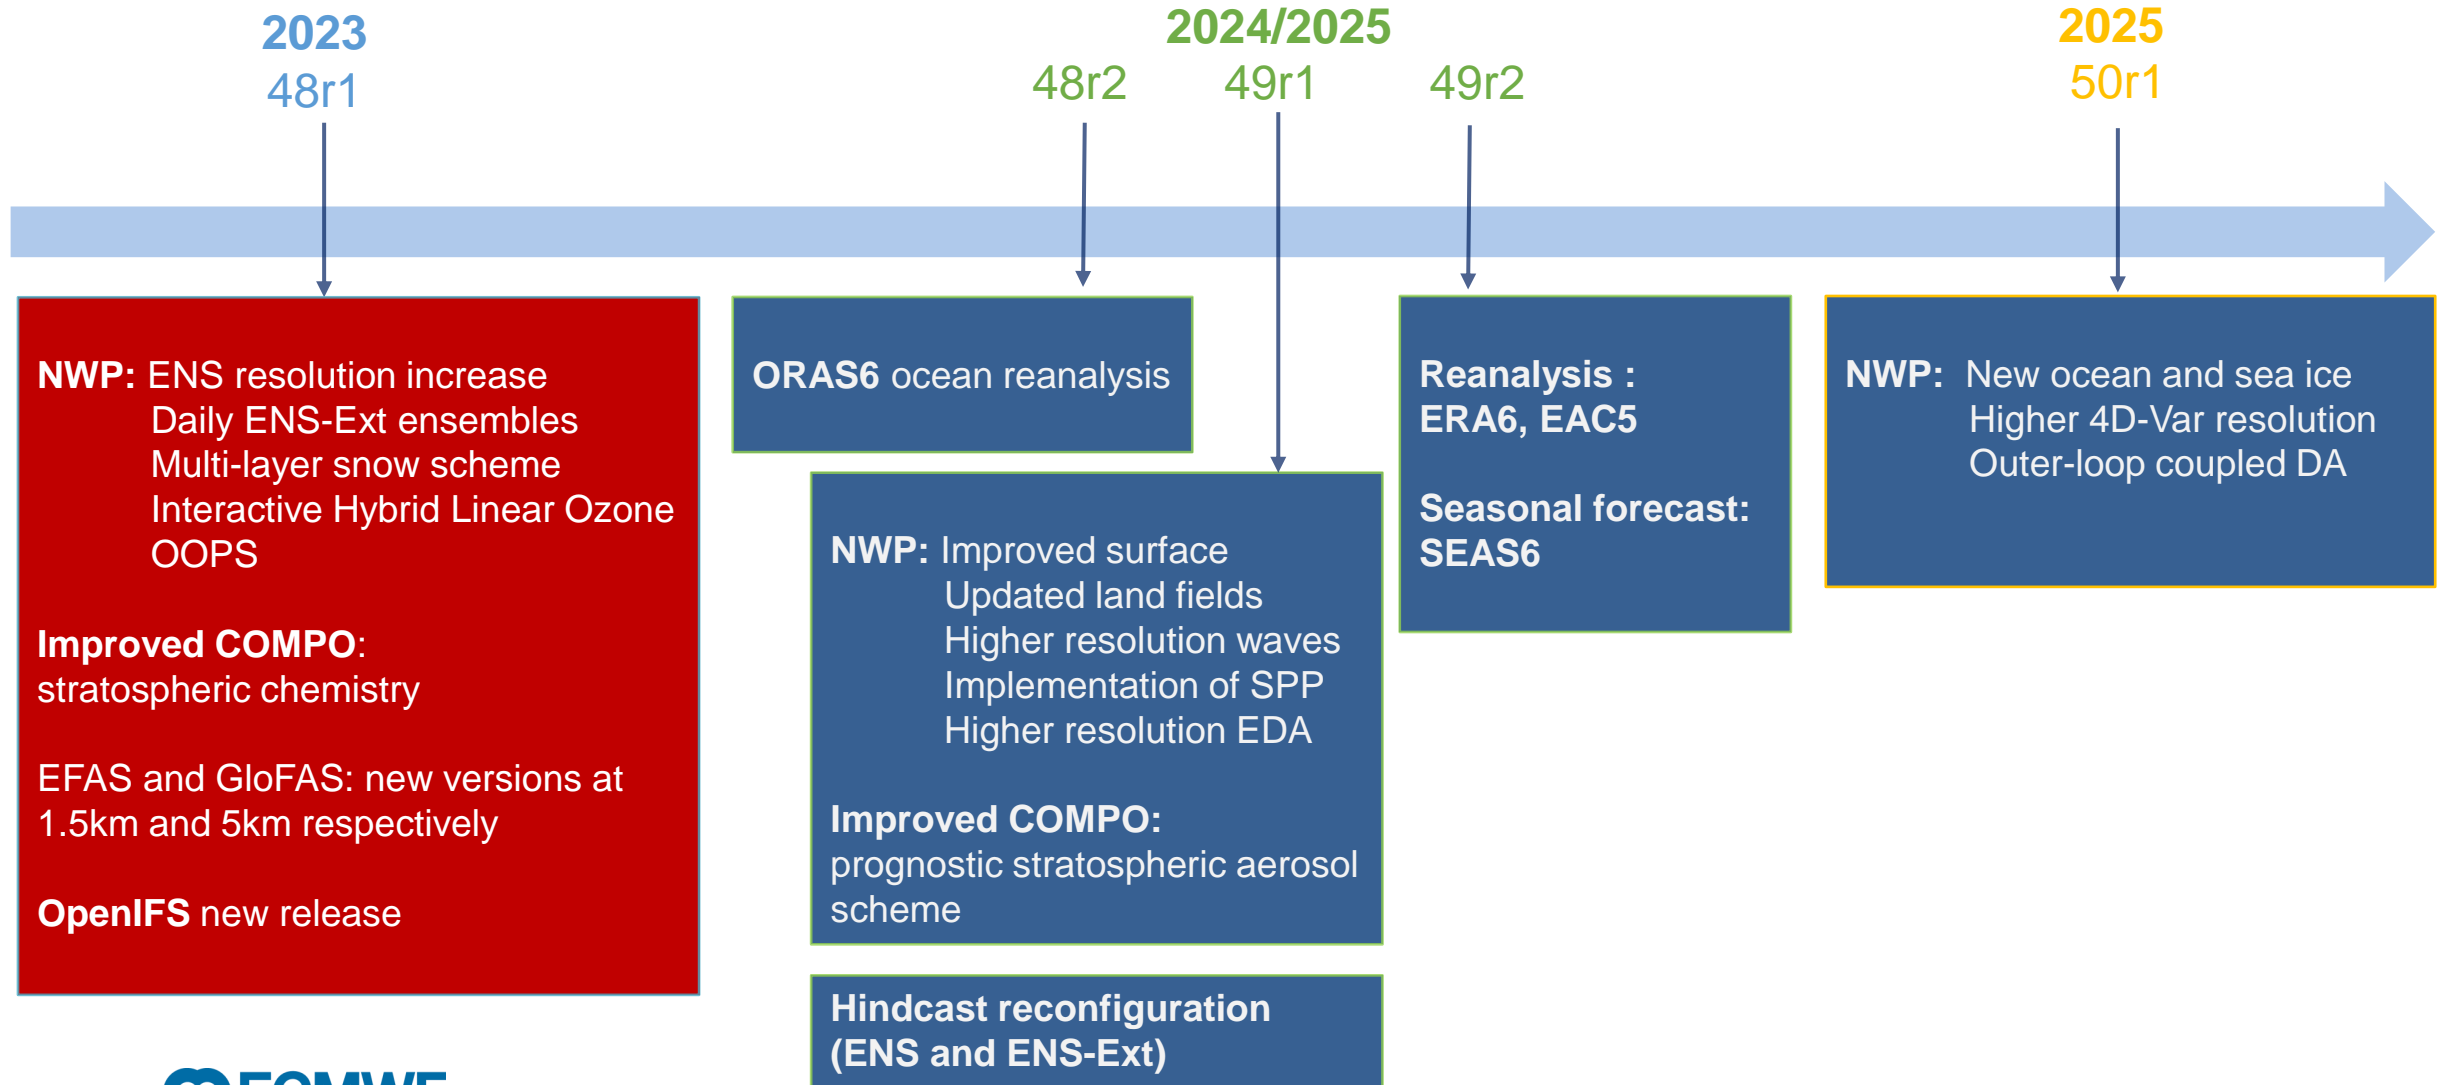 2023
48r1
2024/2025
48r2
49r1
49r2
2025
50r1
NWP: ENS resolution increase
Daily ENS-Ext ensembles
Multi-layer snow scheme
Interactive Hybrid Linear Ozone
OOPS
Improved COMPO:
stratospheric chemistry
EFAS and GloFAS: new versions at
1.5km and 5km respectively
OpenIFS new release
ORAS6 ocean reanalysis
NWP: Improved surface
Updated land fields
Higher resolution waves
Implementation of SPP
Higher resolution EDA
Improved COMPO:
prognostic stratospheric aerosol
scheme
Hindcast reconfiguration
(ENS and ENS-Ext)
Reanalysis :
ERA6, EAC5
Seasonal forecast:
SEAS6
NWP: New ocean and sea ice
Higher 4D-Var resolution
Outer-loop coupled DA
ECMWF